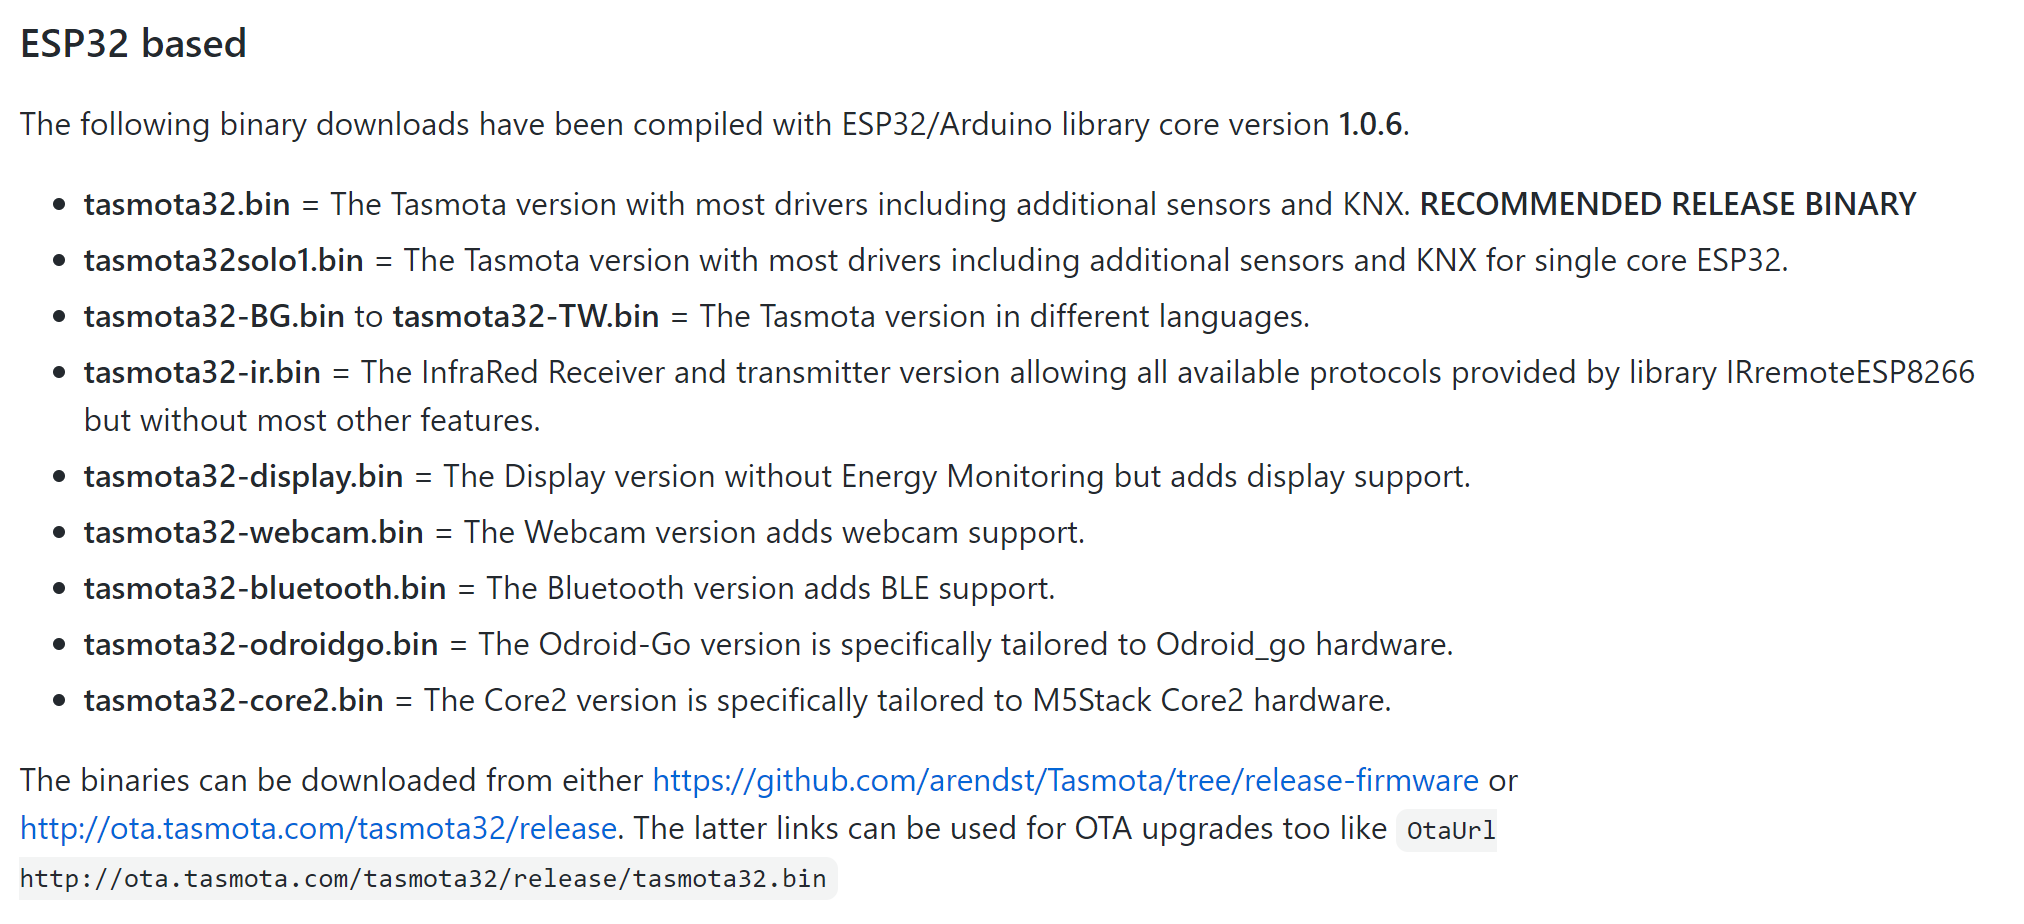 ESP32 based
The following binary downloads have been compiled with ESP32/Arduino library core version 1.0.6.
• tasmota32.bin = The Tasmota version with most drivers including additional sensors and KNX. RECOMMENDED RELEASE BINARY
• tasmota32solo1.bin = The Tasmota version with most drivers including additional sensors and KNX for single core ESP32.
• tasmota32-BG.bin to tasmota32-TW.bin = The Tasmota version in different languages.
• tasmota32-ir.bin = The InfraRed Receiver and transmitter version allowing all available protocols provided by library IRremoteESP8266
but without most other features.
• tasmota32-display.bin = The Display version without Energy Monitoring but adds display support.
• tasmota32-webcam.bin = The Webcam version adds webcam support.
• tasmota32-bluetooth.bin = The Bluetooth version adds BLE support.
• tasmota32-odroidgo.bin = The Odroid-Go version is specifically tailored to Odroid_go hardware.
• tasmota32-core2.bin = The Core2 version is specifically tailored to M5Stack Core2 hardware.
The binaries can be downloaded from either https://github.com/arendst/Tasmota/tree/release-firmware or
http://ota.tasmota.com/tasmota32/release. The latter links can be used for OTA upgrades too like OtaUrl
http://ota.tasmota.com/tasmota32/release/tasmota32.bin